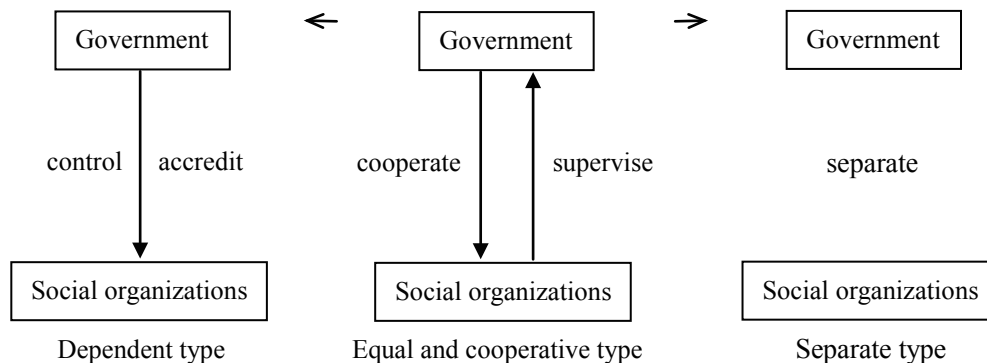 Government
Government
Government
control
accredit
cooperate
supervise
separate
Social organizations
Social organizations
Social organizations
Dependent type
Equal and cooperative type
Separate type